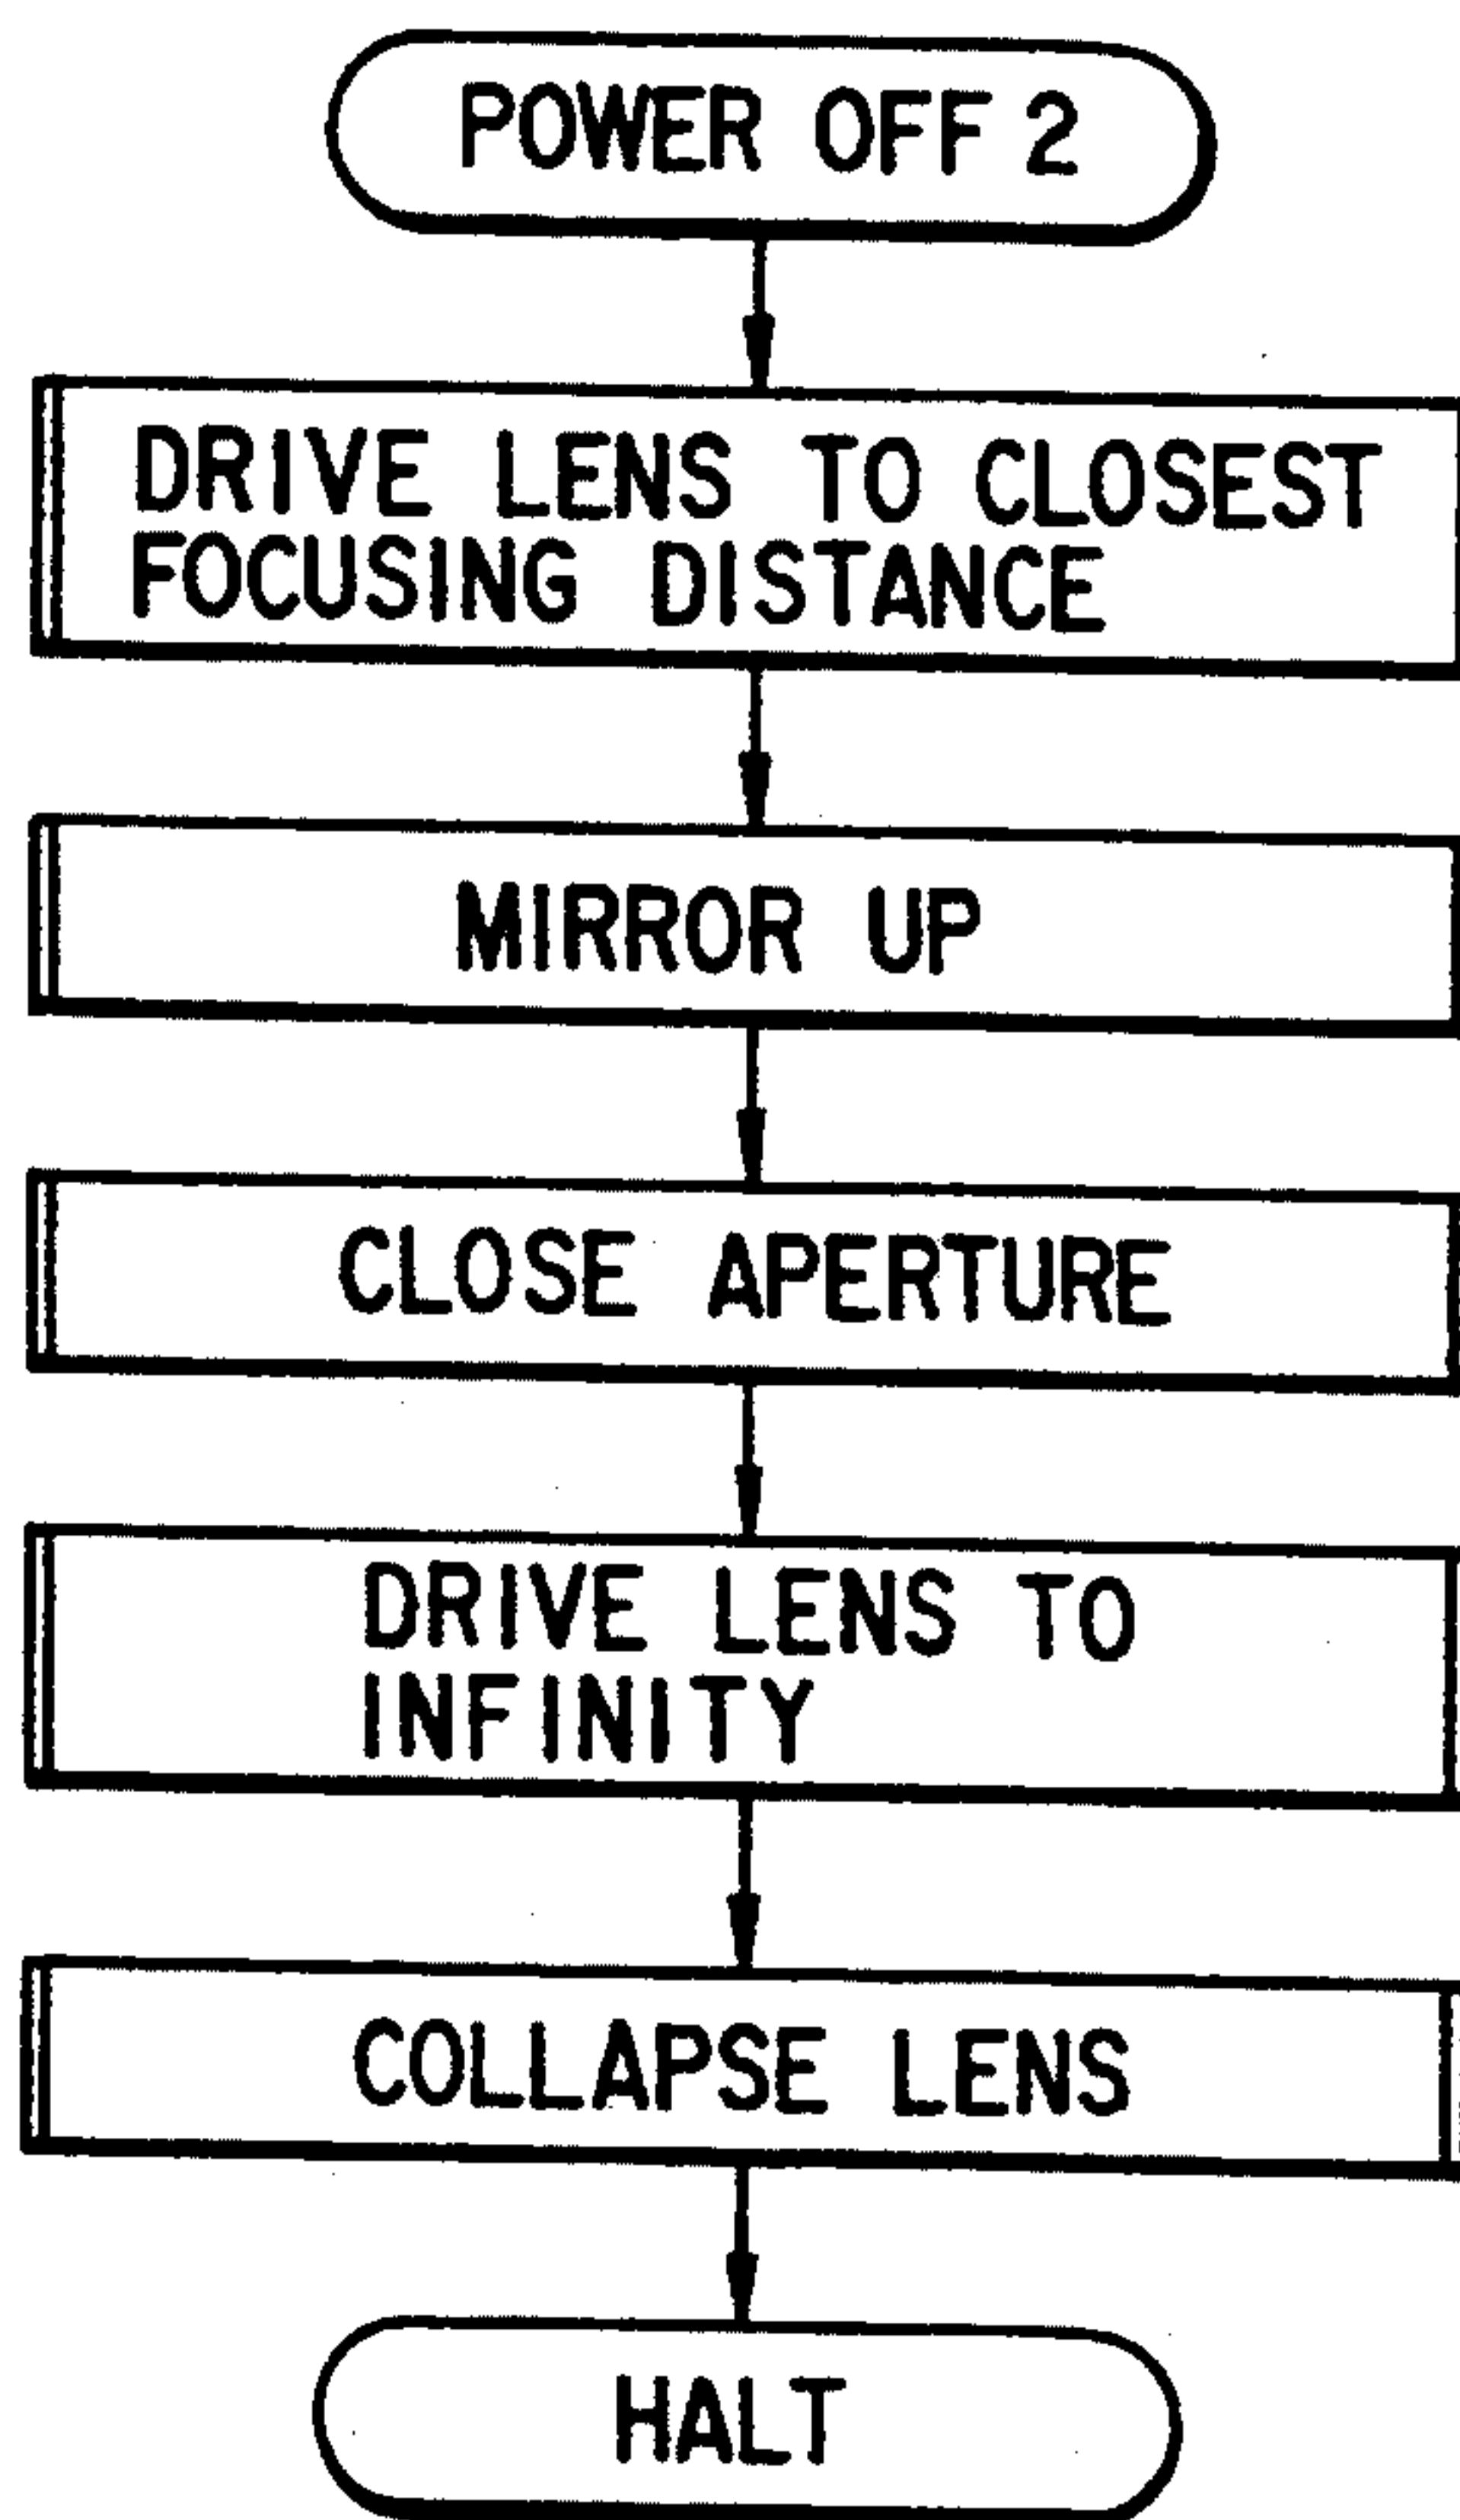 POWER OFF 2
DRIVE LENS TO CLOSEST
FOCUSING DISTANCE
MIRROR UP
CLOSE APERTURE
DRIVE LENS TO
INFINITY
COLLAPSE LENS
HALT